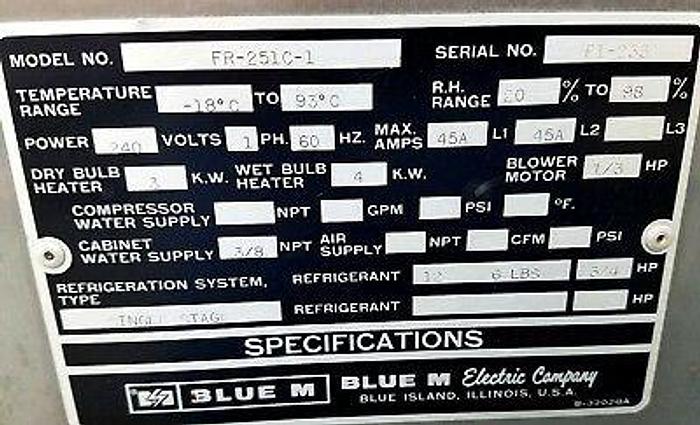 MODEL NO. FR-251C-1 SERIAL NO.
TEMPERATURE RANGE -18°C TO 93°C R.H. RANGE 20 % TO 98 %
POWER 240 VOLTS 1 PH. 60 HZ. MAX. AMPS 45A L1 45A L2 L3
DRY BULB HEATER 3 K.W. WET BULB HEATER 4 K.W. BLOWER MOTOR 1/3 HP
COMPRESSOR WATER SUPPLY NPT GPM PSI °F.
CABINET WATER SUPPLY 3/8 NPT AIR SUPPLY NPT CFM PSI
REFRIGERATION SYSTEM, TYPE SINGLE STAGE
REFRIGERANT 12 6 LBS 3/4 HP
REFRIGERANT HP
SPECIFICATIONS
BLUE M BLUE M Electric Company
BLUE ISLAND, ILLINOIS, U.S.A.